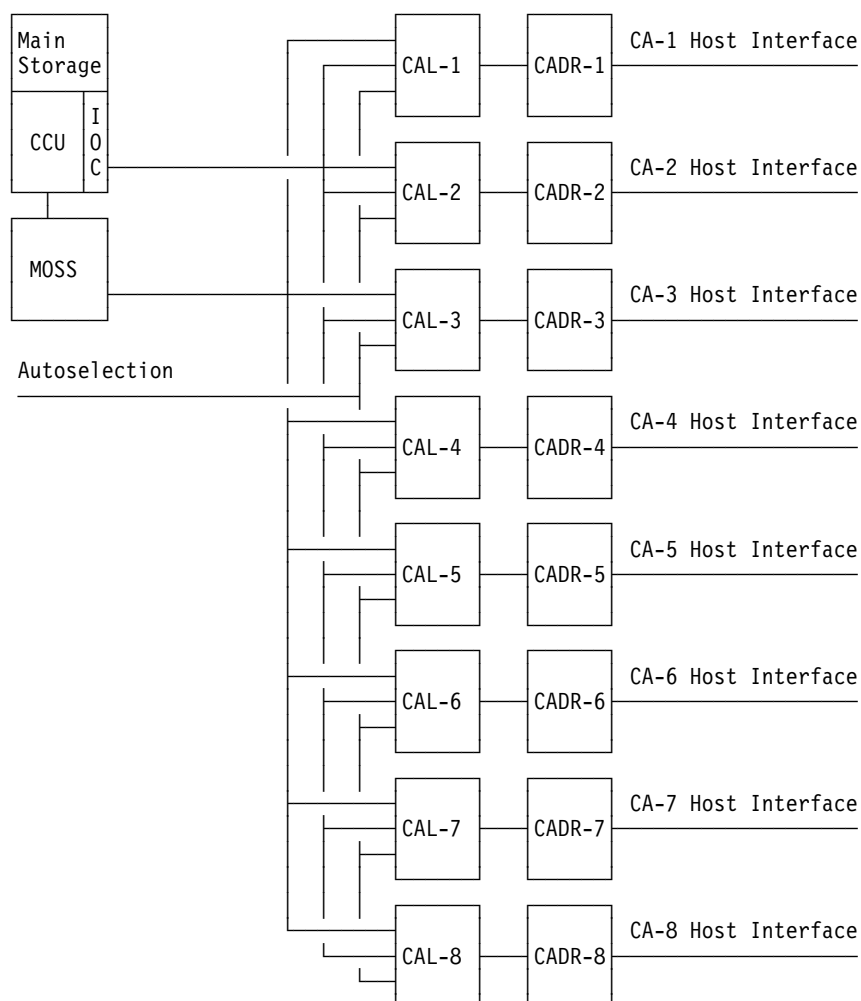 Main
Storage
CCU
I
O
C
MOSS
Autoselection
CAL-1
CADR-1
CA-1 Host Interface
CAL-2
CADR-2
CA-2 Host Interface
CAL-3
CADR-3
CA-3 Host Interface
CAL-4
CADR-4
CA-4 Host Interface
CAL-5
CADR-5
CA-5 Host Interface
CAL-6
CADR-6
CA-6 Host Interface
CAL-7
CADR-7
CA-7 Host Interface
CAL-8
CADR-8
CA-8 Host Interface